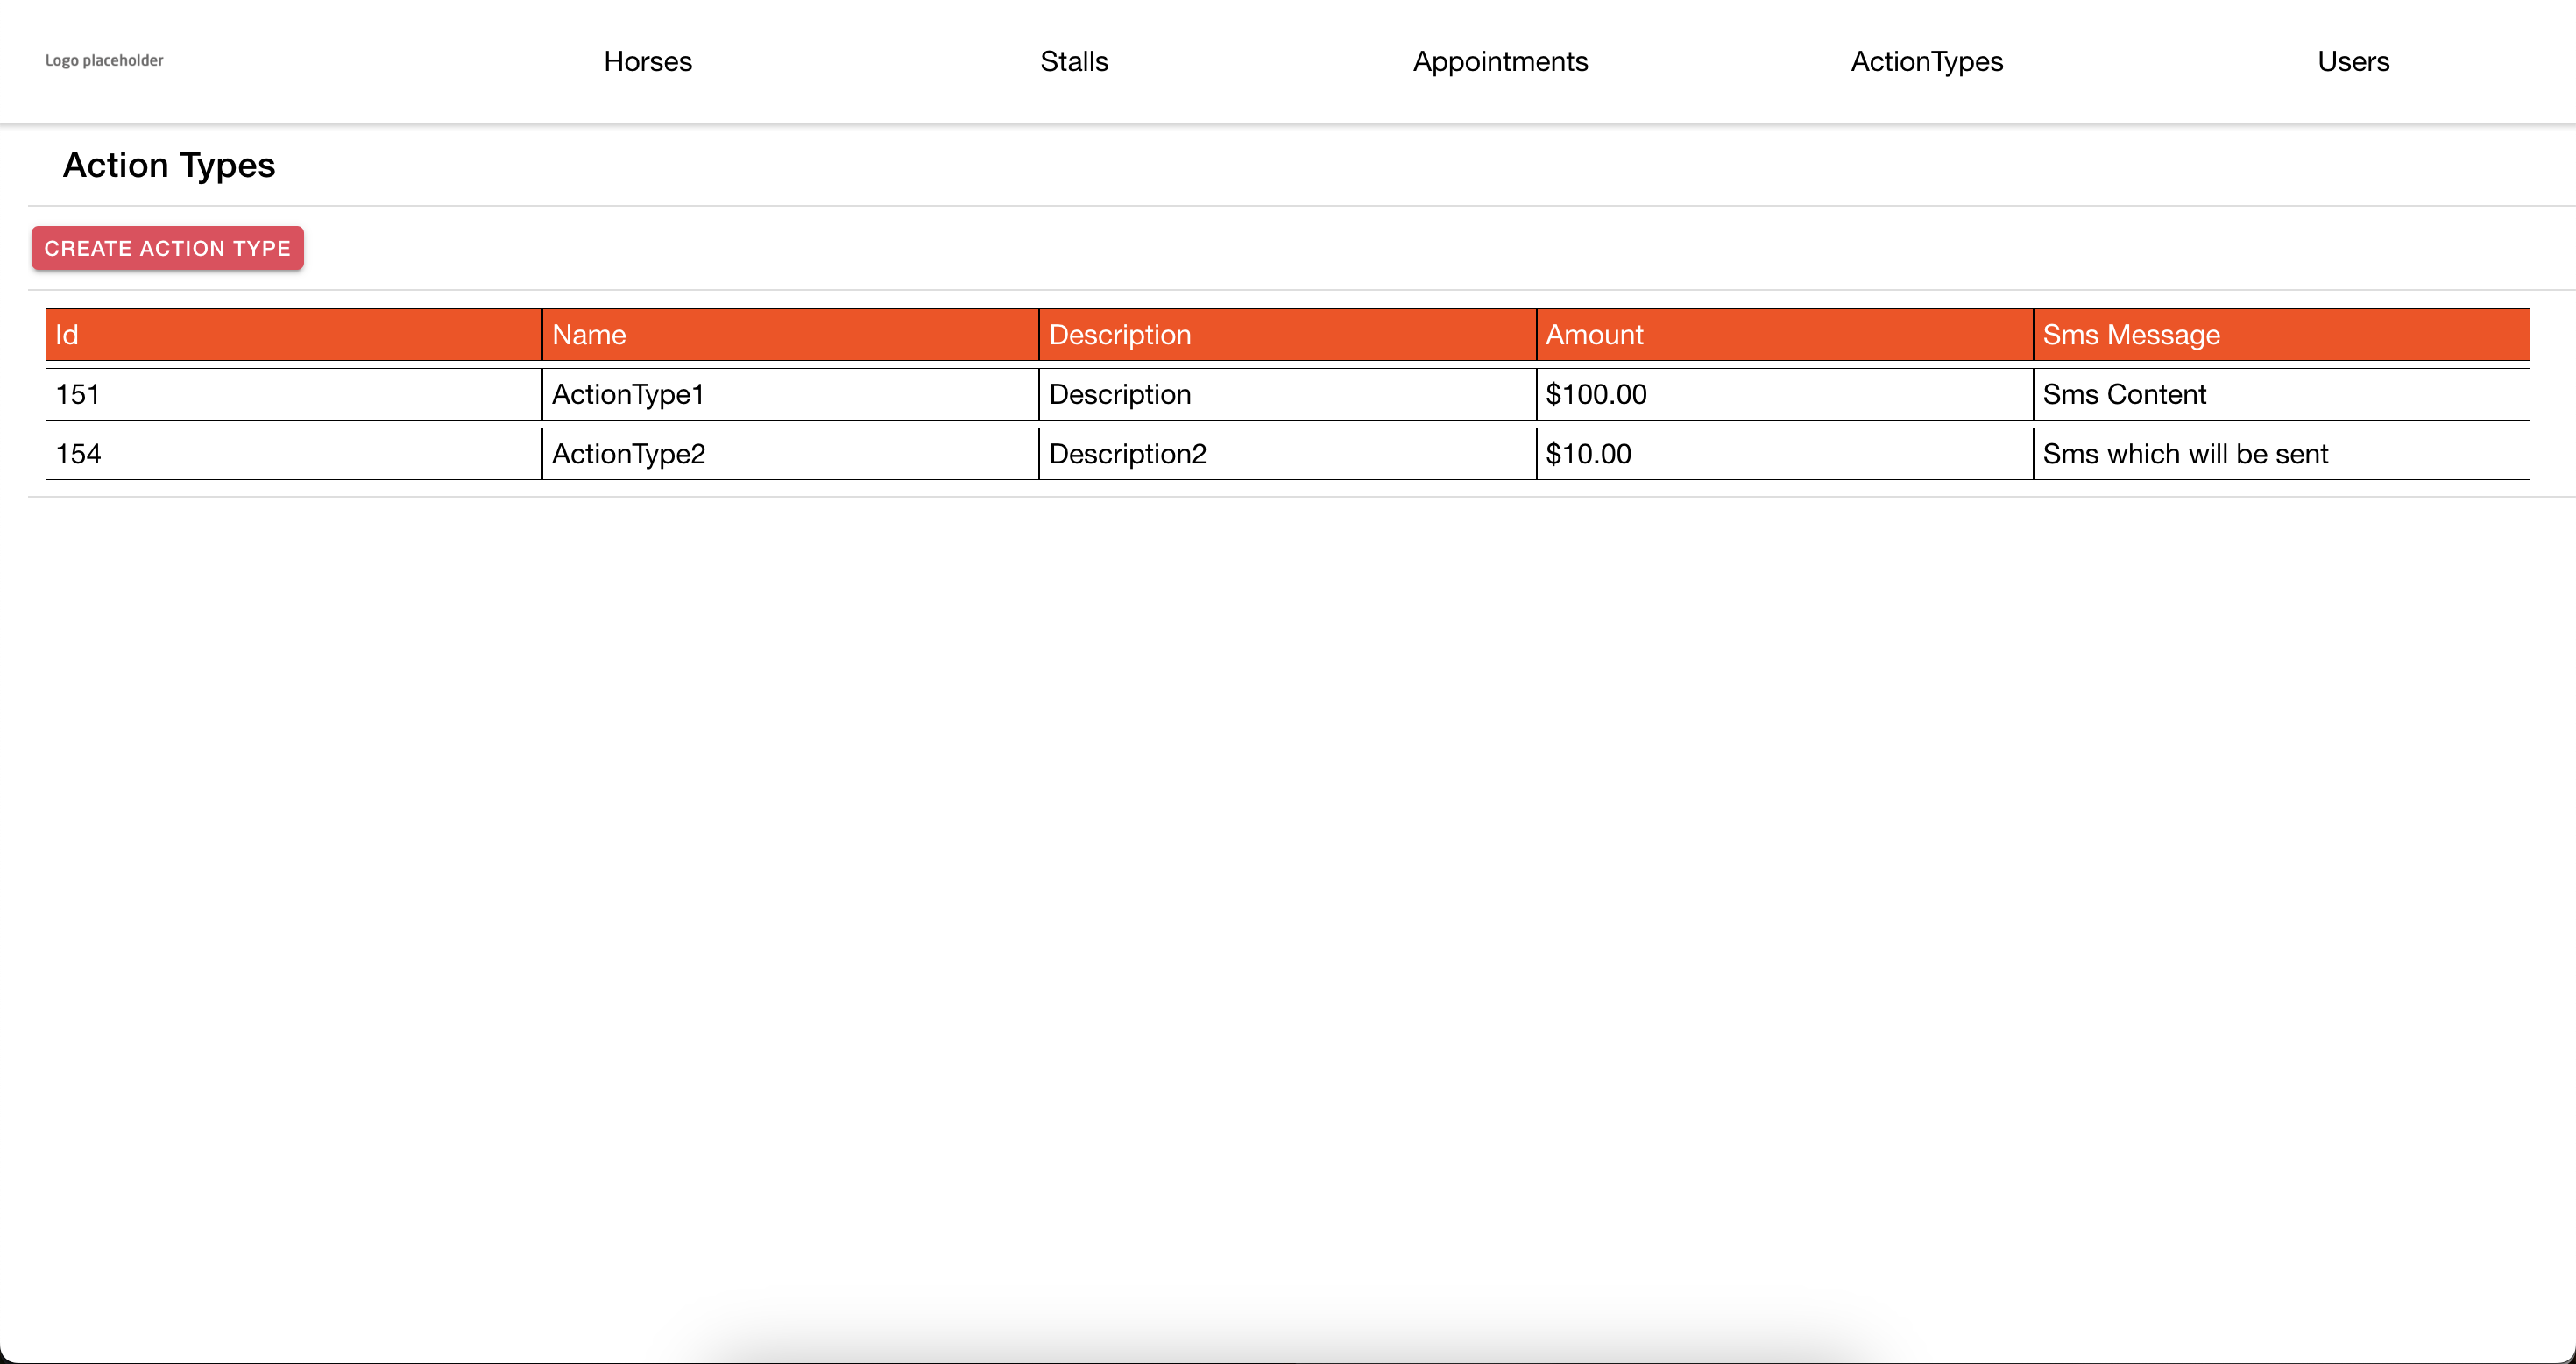 Logo placeholder Horses Stalls Appointments ActionTypes Users
Action Types
CREATE ACTION TYPE
Id Name Description Amount Sms Message
151 ActionType1 Description $100.00 Sms Content
154 ActionType2 Description2 $10.00 Sms which will be sent